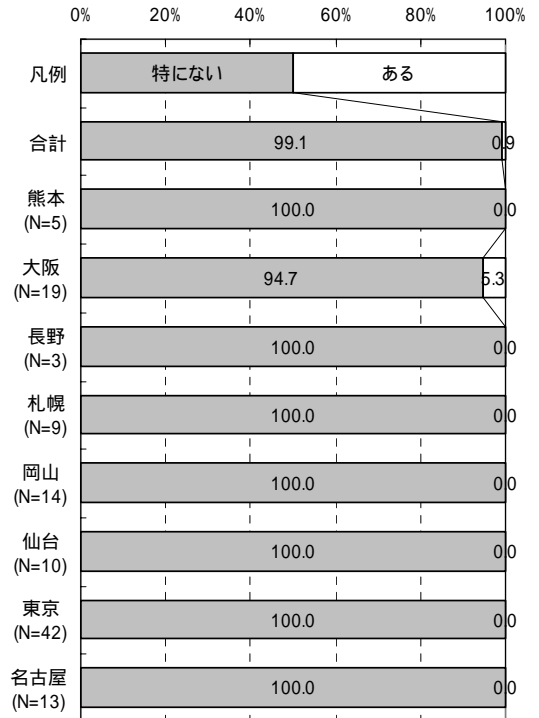 0% 20% 40% 60% 80% 100%
凡例 特にない ある
合計 99.1 0.9
熊本 100.0 0.0
(N=5)
大阪 94.7 5.3
(N=19)
長野 100.0 0.0
(N=3)
札幌 100.0 0.0
(N=9)
岡山 100.0 0.0
(N=14)
仙台 100.0 0.0
(N=10)
東京 100.0 0.0
(N=42)
名古屋 100.0 0.0
(N=13)